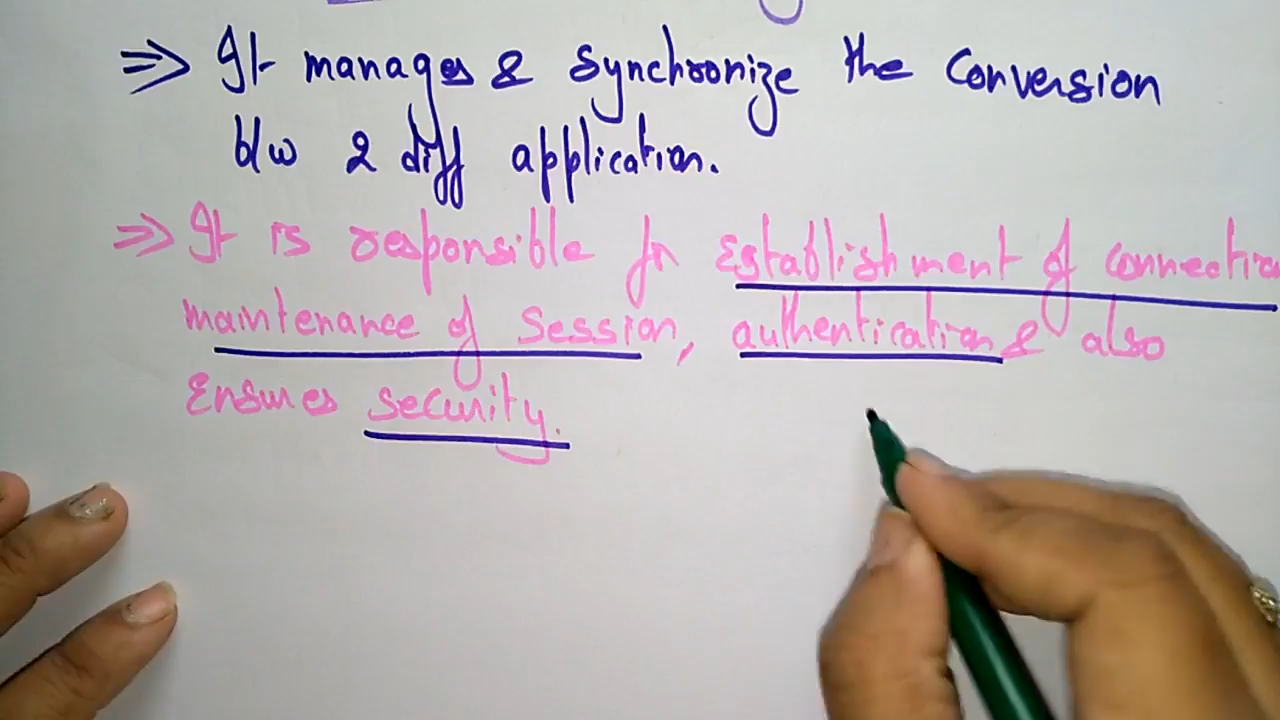 ⇒ It manages & synchronize the conversion
b/w 2 diff application.
⇒ It is responsible for Establishment of connection
maintenance of session, authentication & also
Ensures security.